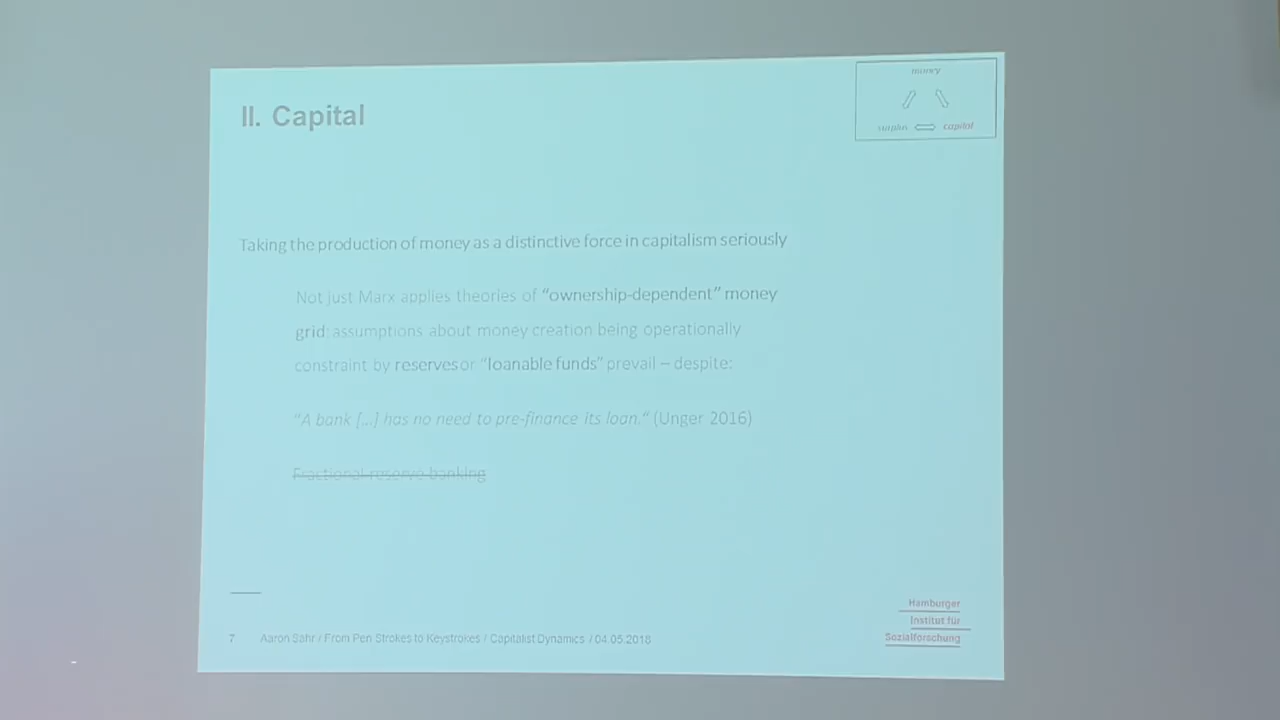 II. Capital
money
surplus
capital
Taking the production of money as a distinctive force in capitalism seriously
Not just Marx applies theories of “ownership-dependent” money
grid: assumptions about money creation being operationally
constraint by reserves or “loanable funds” prevail – despite:
“A bank [...] has no need to pre-finance its loan.“ (Unger 2016)
Fractional reserve banking
7 Aaron Sahr / From Pen Strokes to Keystrokes / Capitalist Dynamics / 04.05.2018
Hamburger
Institut für
Sozialforschung